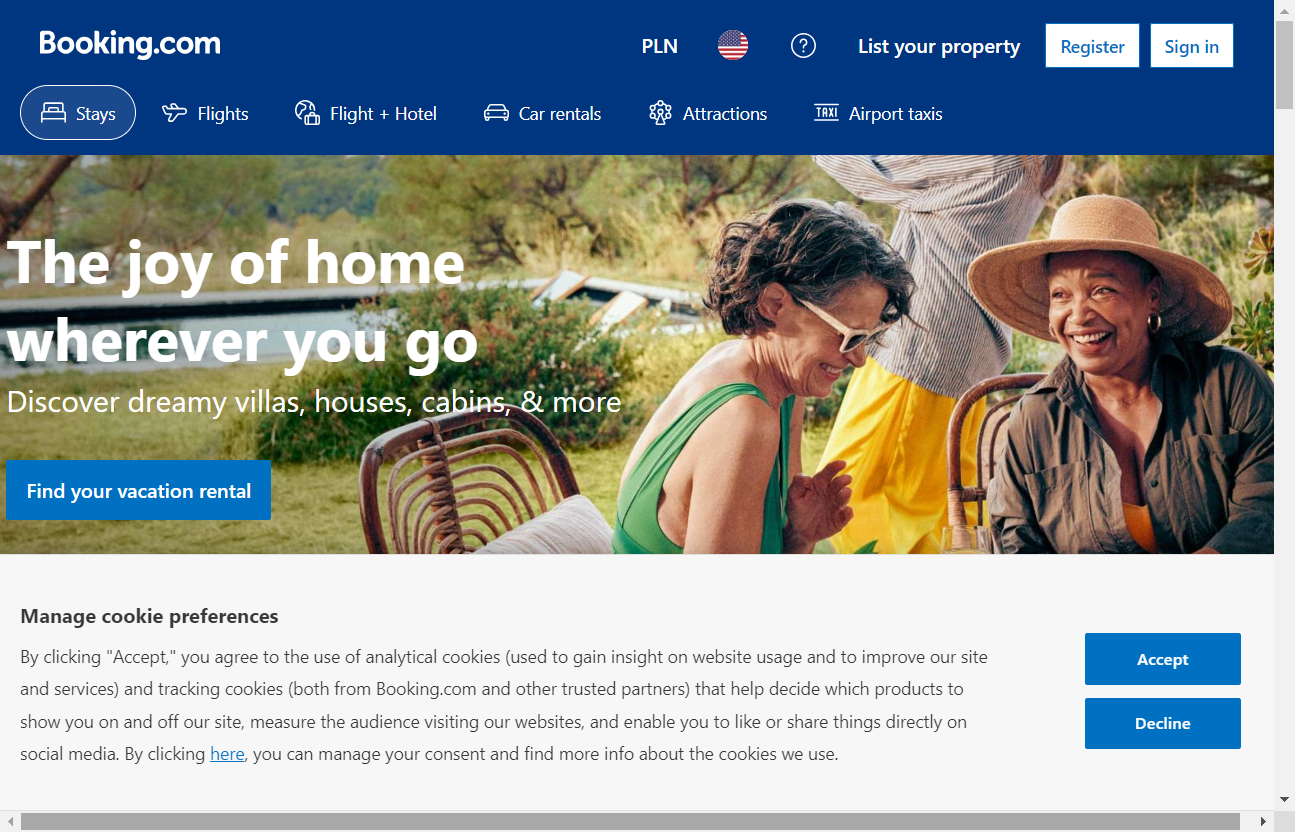 Booking.com
PLN
List your property
Register
Sign in
Stays
Flights
Flight + Hotel
Car rentals
Attractions
TAXI
Airport taxis
The joy of home
wherever you go
Discover dreamy villas, houses, cabins, & more
Find your vacation rental
Manage cookie preferences
By clicking "Accept," you agree to the use of analytical cookies (used to gain insight on website usage and to improve our site
and services) and tracking cookies (both from Booking.com and other trusted partners) that help decide which products to
show you on and off our site, measure the audience visiting our websites, and enable you to like or share things directly on
social media. By clicking here, you can manage your consent and find more info about the cookies we use.
Accept
Decline